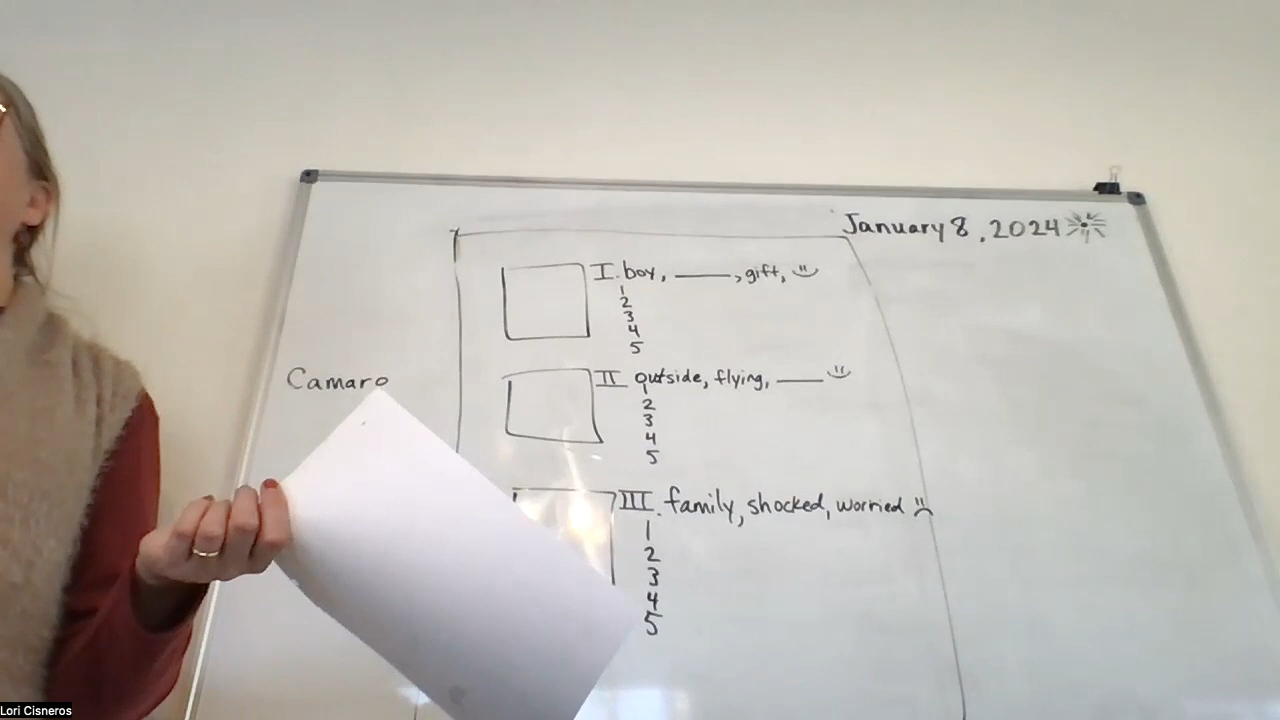 January 8, 2024
I. boy, ____, gift,
1
2
3
4
5
Camaro
II outside, flying, ____
1
2
3
4
5
III. family, shocked, worried
1
2
3
4
5
Lori Cisneros